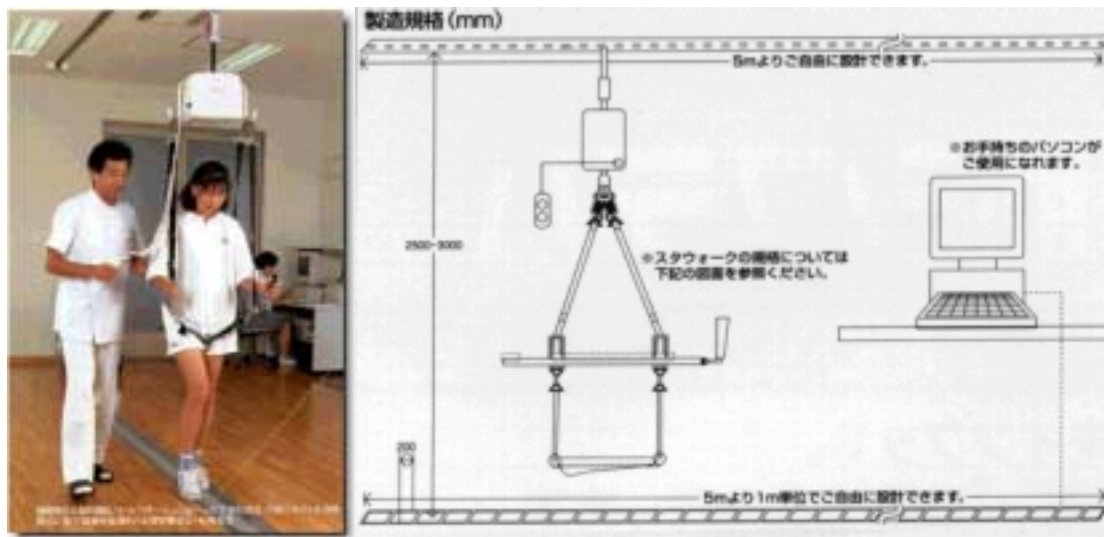 製造規格(mm)
5mよりご自由に設計できます。
※お手持ちのパソコンが
ご使用になれます。
2500~3000
※スタウォークの規格については
下記の図面を参照ください。
200
5mより1m単位でご自由に設計できます。